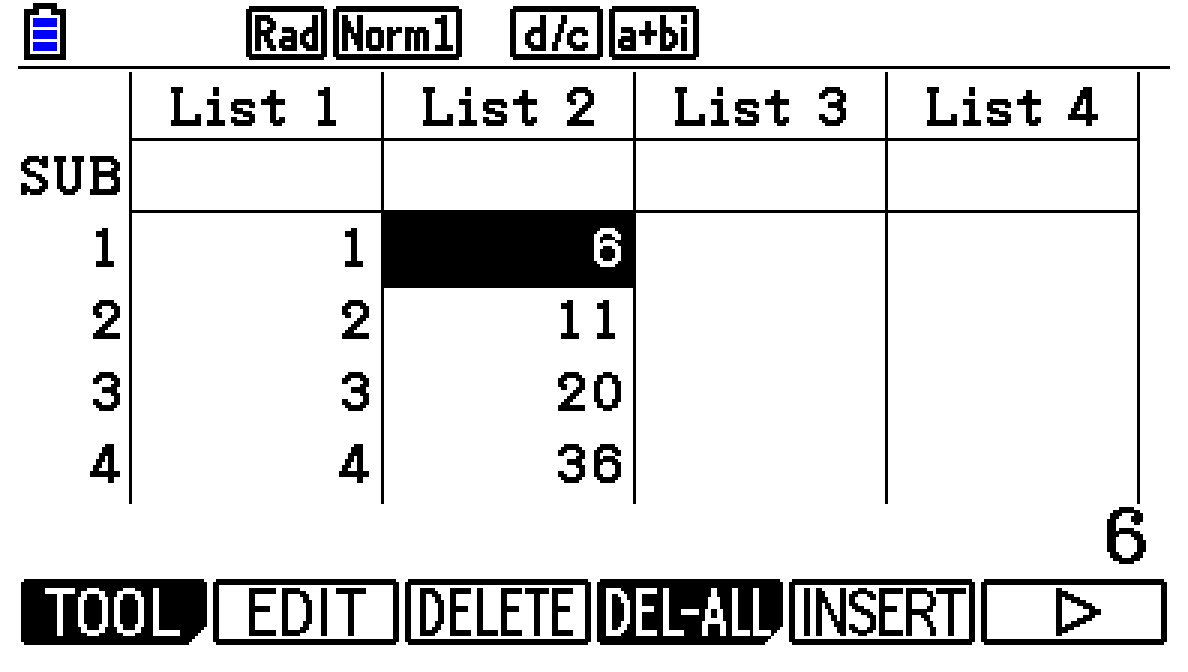 Rad Norm1 d/c a+bi
List 1 List 2 List 3 List 4
SUB
1 1 6
2 2 11
3 3 20
4 4 36
6
TOOL EDIT DELETE DEL-ALL INSERT ▷